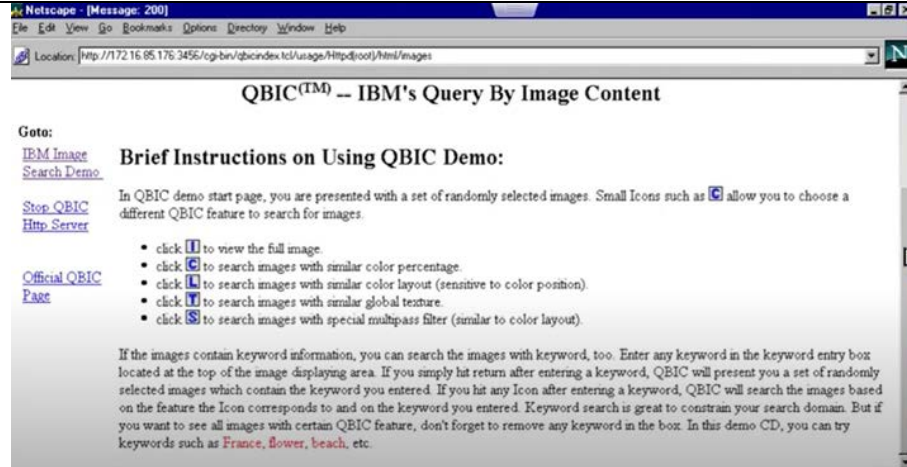 Netscape - [Message: 200]
File Edit View Go Bookmarks Options Directory Window Help
Location: http://172.16.85.176:3456/cgi-bin/qbicindex.tcl/usage/Httpd(root)/html/images
N
QBIC(TM) -- IBM's Query By Image Content
Goto:
IBM Image
Search Demo
Stop QBIC
Http Server
Official QBIC
Page
Brief Instructions on Using QBIC Demo:
In QBIC demo start page, you are presented with a set of randomly selected images. Small Icons such as C allow you to choose a
different QBIC feature to search for images.
• click I to view the full image.
• click C to search images with similar color percentage.
• click L to search images with similar color layout (sensitive to color position).
• click T to search images with similar global texture.
• click S to search images with special multipass filter (similar to color layout).
If the images contain keyword information, you can search the images with keyword, too. Enter any keyword in the keyword entry box
located at the top of the image displaying area. If you simply hit return after entering a keyword, QBIC will present you a set of randomly
selected images which contain the keyword you entered. If you hit any Icon after entering a keyword, QBIC will search the images based
on the feature the Icon corresponds to and on the keyword you entered. Keyword search is great to constrain your search domain. But if
you want to see all images with certain QBIC feature, don't forget to remove any keyword in the box. In this demo CD, you can try
keywords such as France, flower, beach, etc.